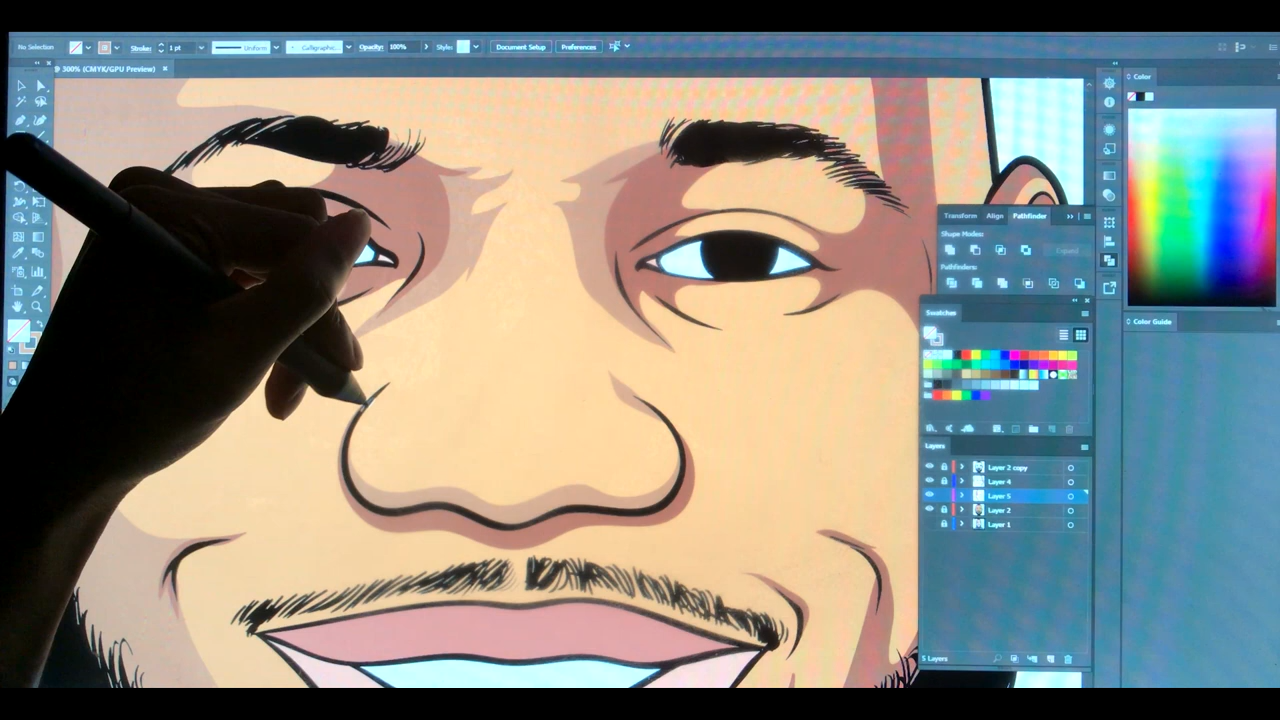 No Selection Stroke: 1 pt Uniform Opacity: 100% Style: Document Setup Preferences
300% (CMYK/GPU Preview) ×
Color
Transform Align Pathfinder
Shape Modes:
Expand
Pathfinders:
Swatches
Color Guide
Layers
Layer 2 copy
Layer 4
Layer 5
Layer 2
Layer 1
5 Layers